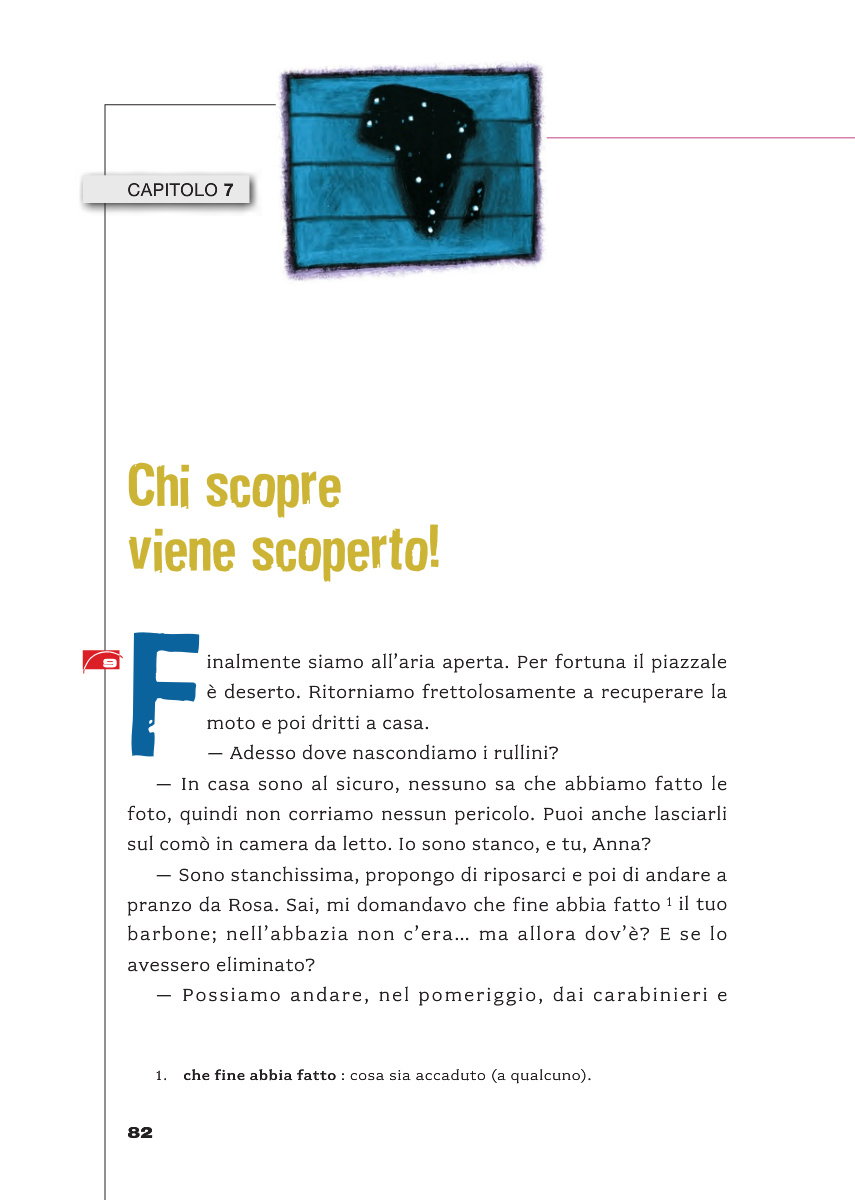 CAPITOLO 7
Chi scopre
viene scoperto!
9
Finalmente siamo all'aria aperta. Per fortuna il piazzale
è deserto. Ritorniamo frettolosamente a recuperare la
moto e poi dritti a casa.
— Adesso dove nascondiamo i rullini?
— In casa sono al sicuro, nessuno sa che abbiamo fatto le
foto, quindi non corriamo nessun pericolo. Puoi anche lasciarli
sul comò in camera da letto. Io sono stanco, e tu, Anna?
— Sono stanchissima, propongo di riposarci e poi di andare a
pranzo da Rosa. Sai, mi domandavo che fine abbia fatto ¹ il tuo
barbone; nell'abbazia non c'era… ma allora dov'è? E se lo
avessero eliminato?
— Possiamo andare, nel pomeriggio, dai carabinieri e
1. che fine abbia fatto : cosa sia accaduto (a qualcuno).
82